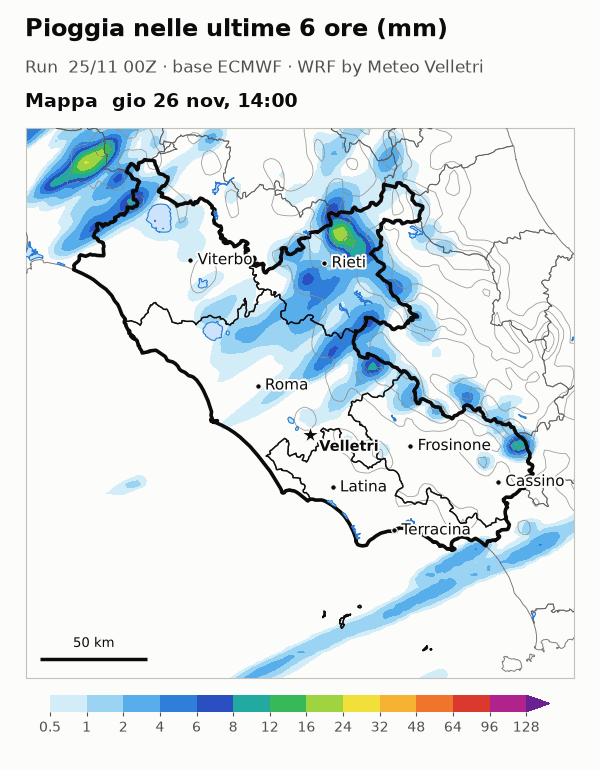 Pioggia nelle ultime 6 ore (mm)
Run  25/11 00Z · base ECMWF · WRF by Meteo Velletri
Mappa  gio 26 nov, 14:00
Viterbo
Rieti
Roma
Velletri
Frosinone
Latina
Cassino
Terracina
50 km
0.5 1 2 4 6 8 12 16 24 32 48 64 96 128